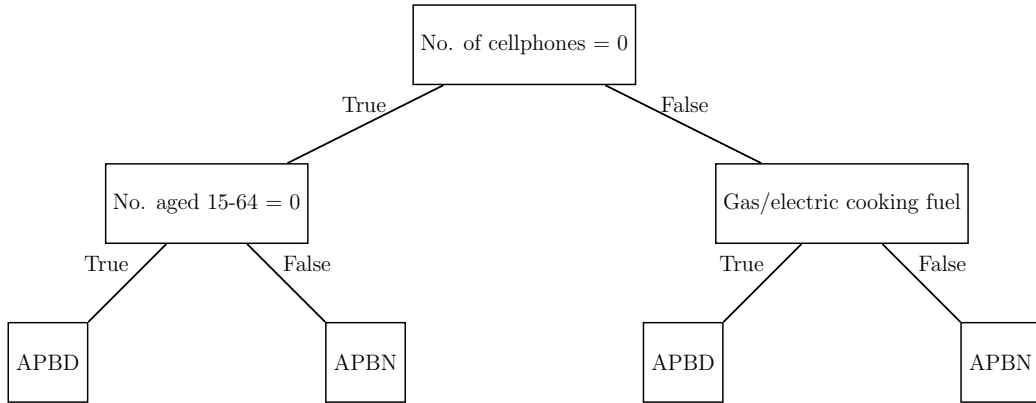 No. of cellphones = 0
True
False
No. aged 15-64 = 0
Gas/electric cooking fuel
True
False
True
False
APBD
APBN
APBD
APBN